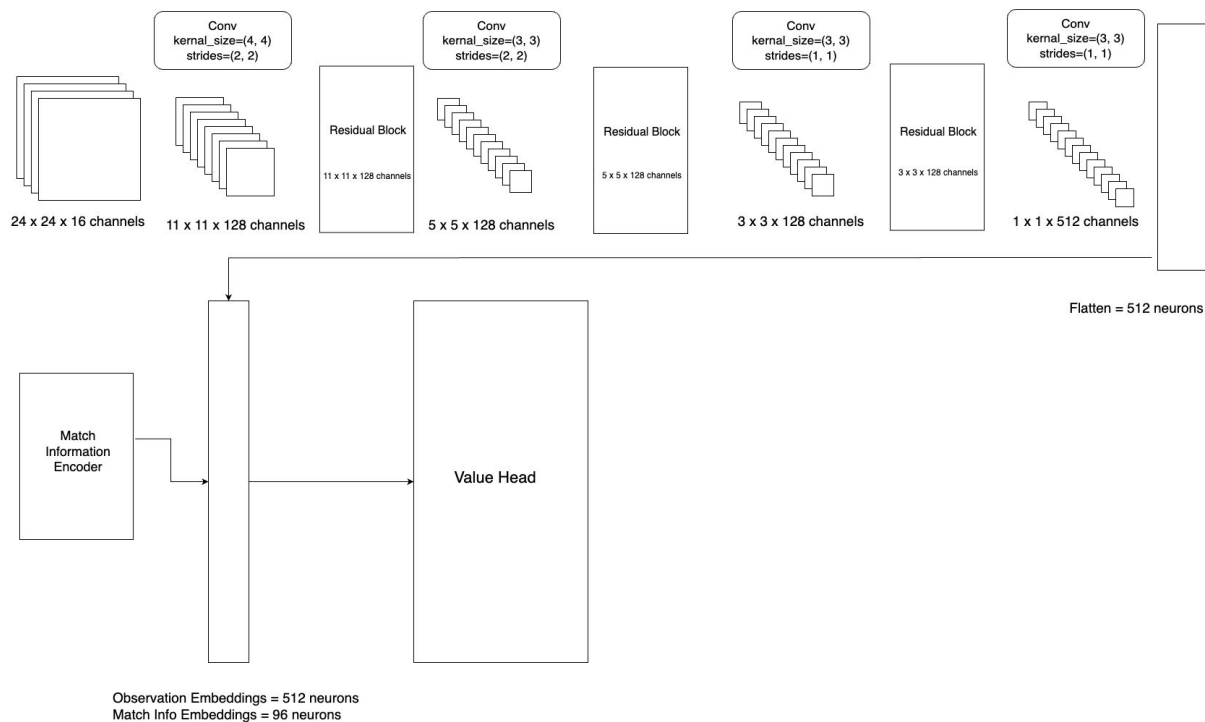 Conv
kernal_size=(4, 4)
strides=(2, 2)
Conv
kernal_size=(3, 3)
strides=(2, 2)
Conv
kernal_size=(3, 3)
strides=(1, 1)
Conv
kernal_size=(3, 3)
strides=(1, 1)
Residual Block
11 x 11 x 128 channels
Residual Block
5 x 5 x 128 channels
Residual Block
3 x 3 x 128 channels
24 x 24 x 16 channels
11 x 11 x 128 channels
5 x 5 x 128 channels
3 x 3 x 128 channels
1 x 1 x 512 channels
Flatten = 512 neurons
Match
Information
Encoder
Value Head
Observation Embeddings = 512 neurons
Match Info Embeddings = 96 neurons